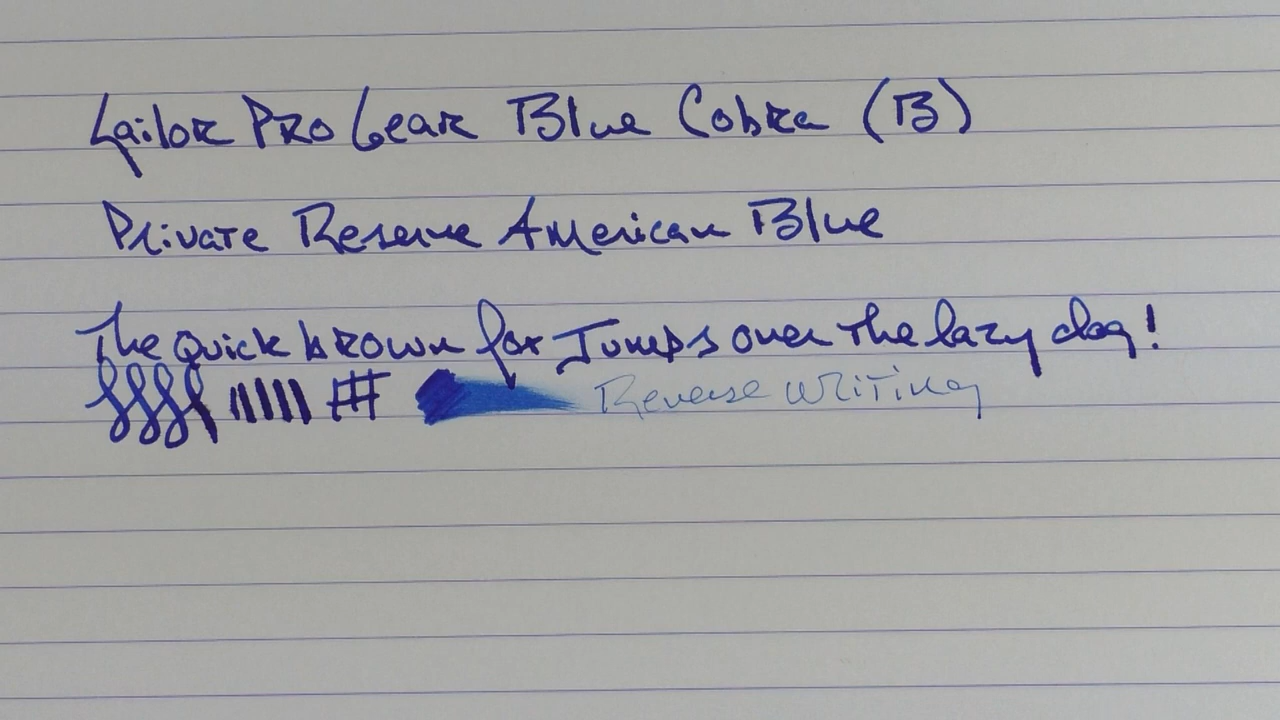 Sailor Pro Gear Blue Cobra (B)
Private Reserve American Blue
The quick brown fox Jumps over the lazy dog!
Reverse writing